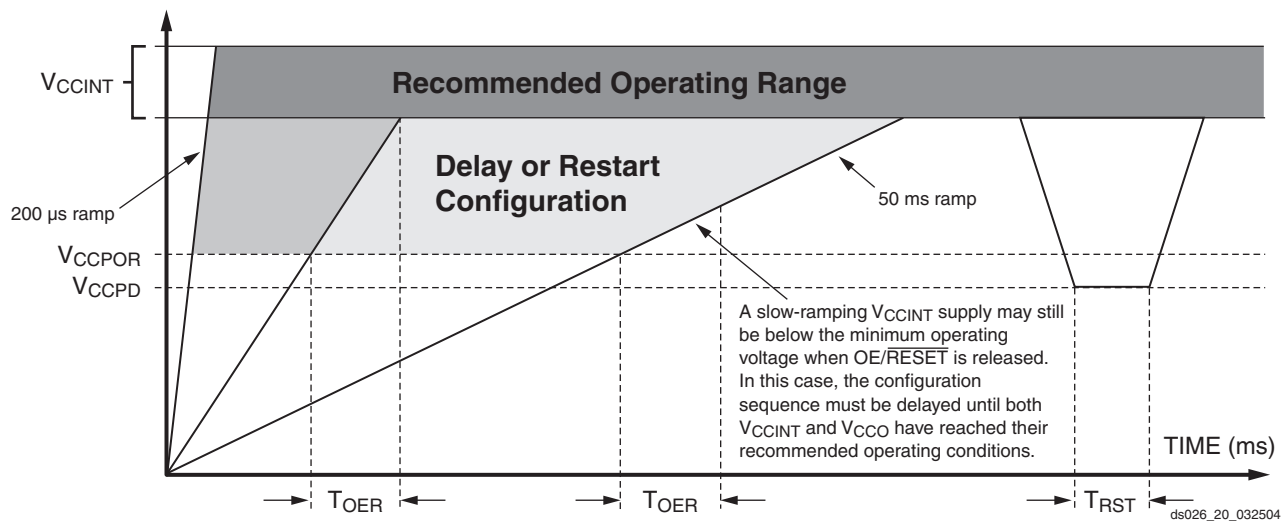 VCCINT
Recommended Operating Range
Delay or Restart
Configuration
200 µs ramp
50 ms ramp
VCCPOR
VCCPD
A slow-ramping VCCINT supply may still
be below the minimum operating
voltage when OE/RESET is released.
In this case, the configuration
sequence must be delayed until both
VCCINT and VCCO have reached their
recommended operating conditions.
TIME (ms)
TOER
TOER
TRST
ds026_20_032504